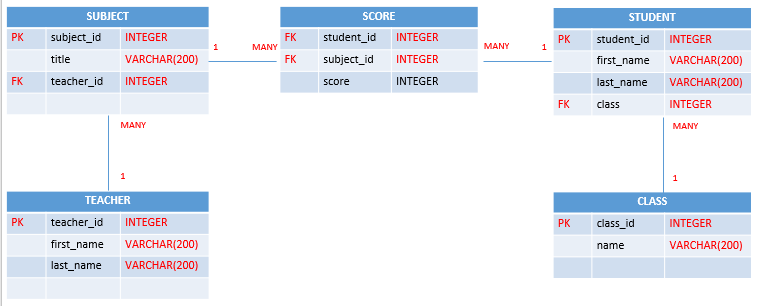 SUBJECT
PK subject_id INTEGER
title VARCHAR(200)
FK teacher_id INTEGER
1
MANY
SCORE
FK student_id INTEGER
FK subject_id INTEGER
score INTEGER
MANY
1
STUDENT
PK student_id INTEGER
first_name VARCHAR(200)
last_name VARCHAR(200)
FK class INTEGER
MANY
1
MANY
1
TEACHER
PK teacher_id INTEGER
first_name VARCHAR(200)
last_name VARCHAR(200)
CLASS
PK class_id INTEGER
name VARCHAR(200)